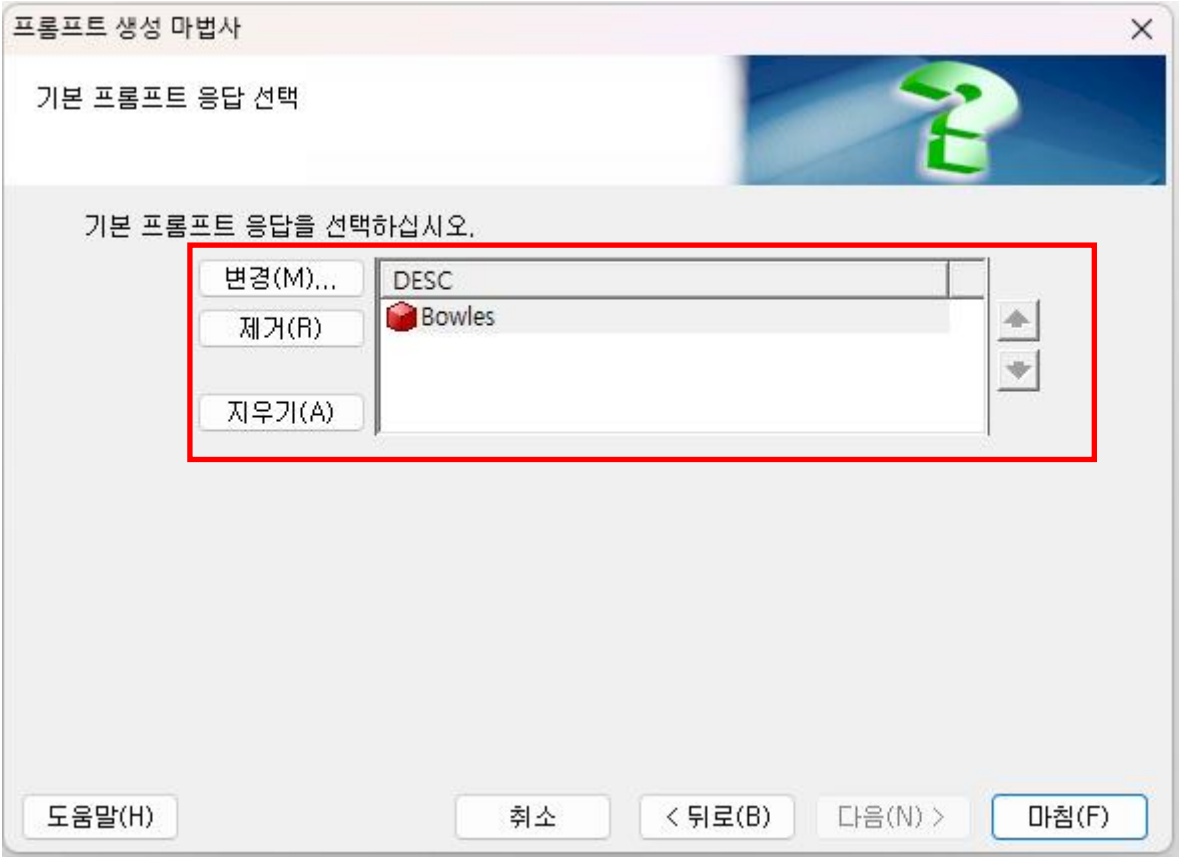 프롬프트 생성 마법사
기본 프롬프트 응답 선택
기본 프롬프트 응답을 선택하십시오.
변경(M)...
DESC
제거(R)
Bowles
지우기(A)
도움말(H)
취소
< 뒤로(B)
다음(N) >
마침(F)